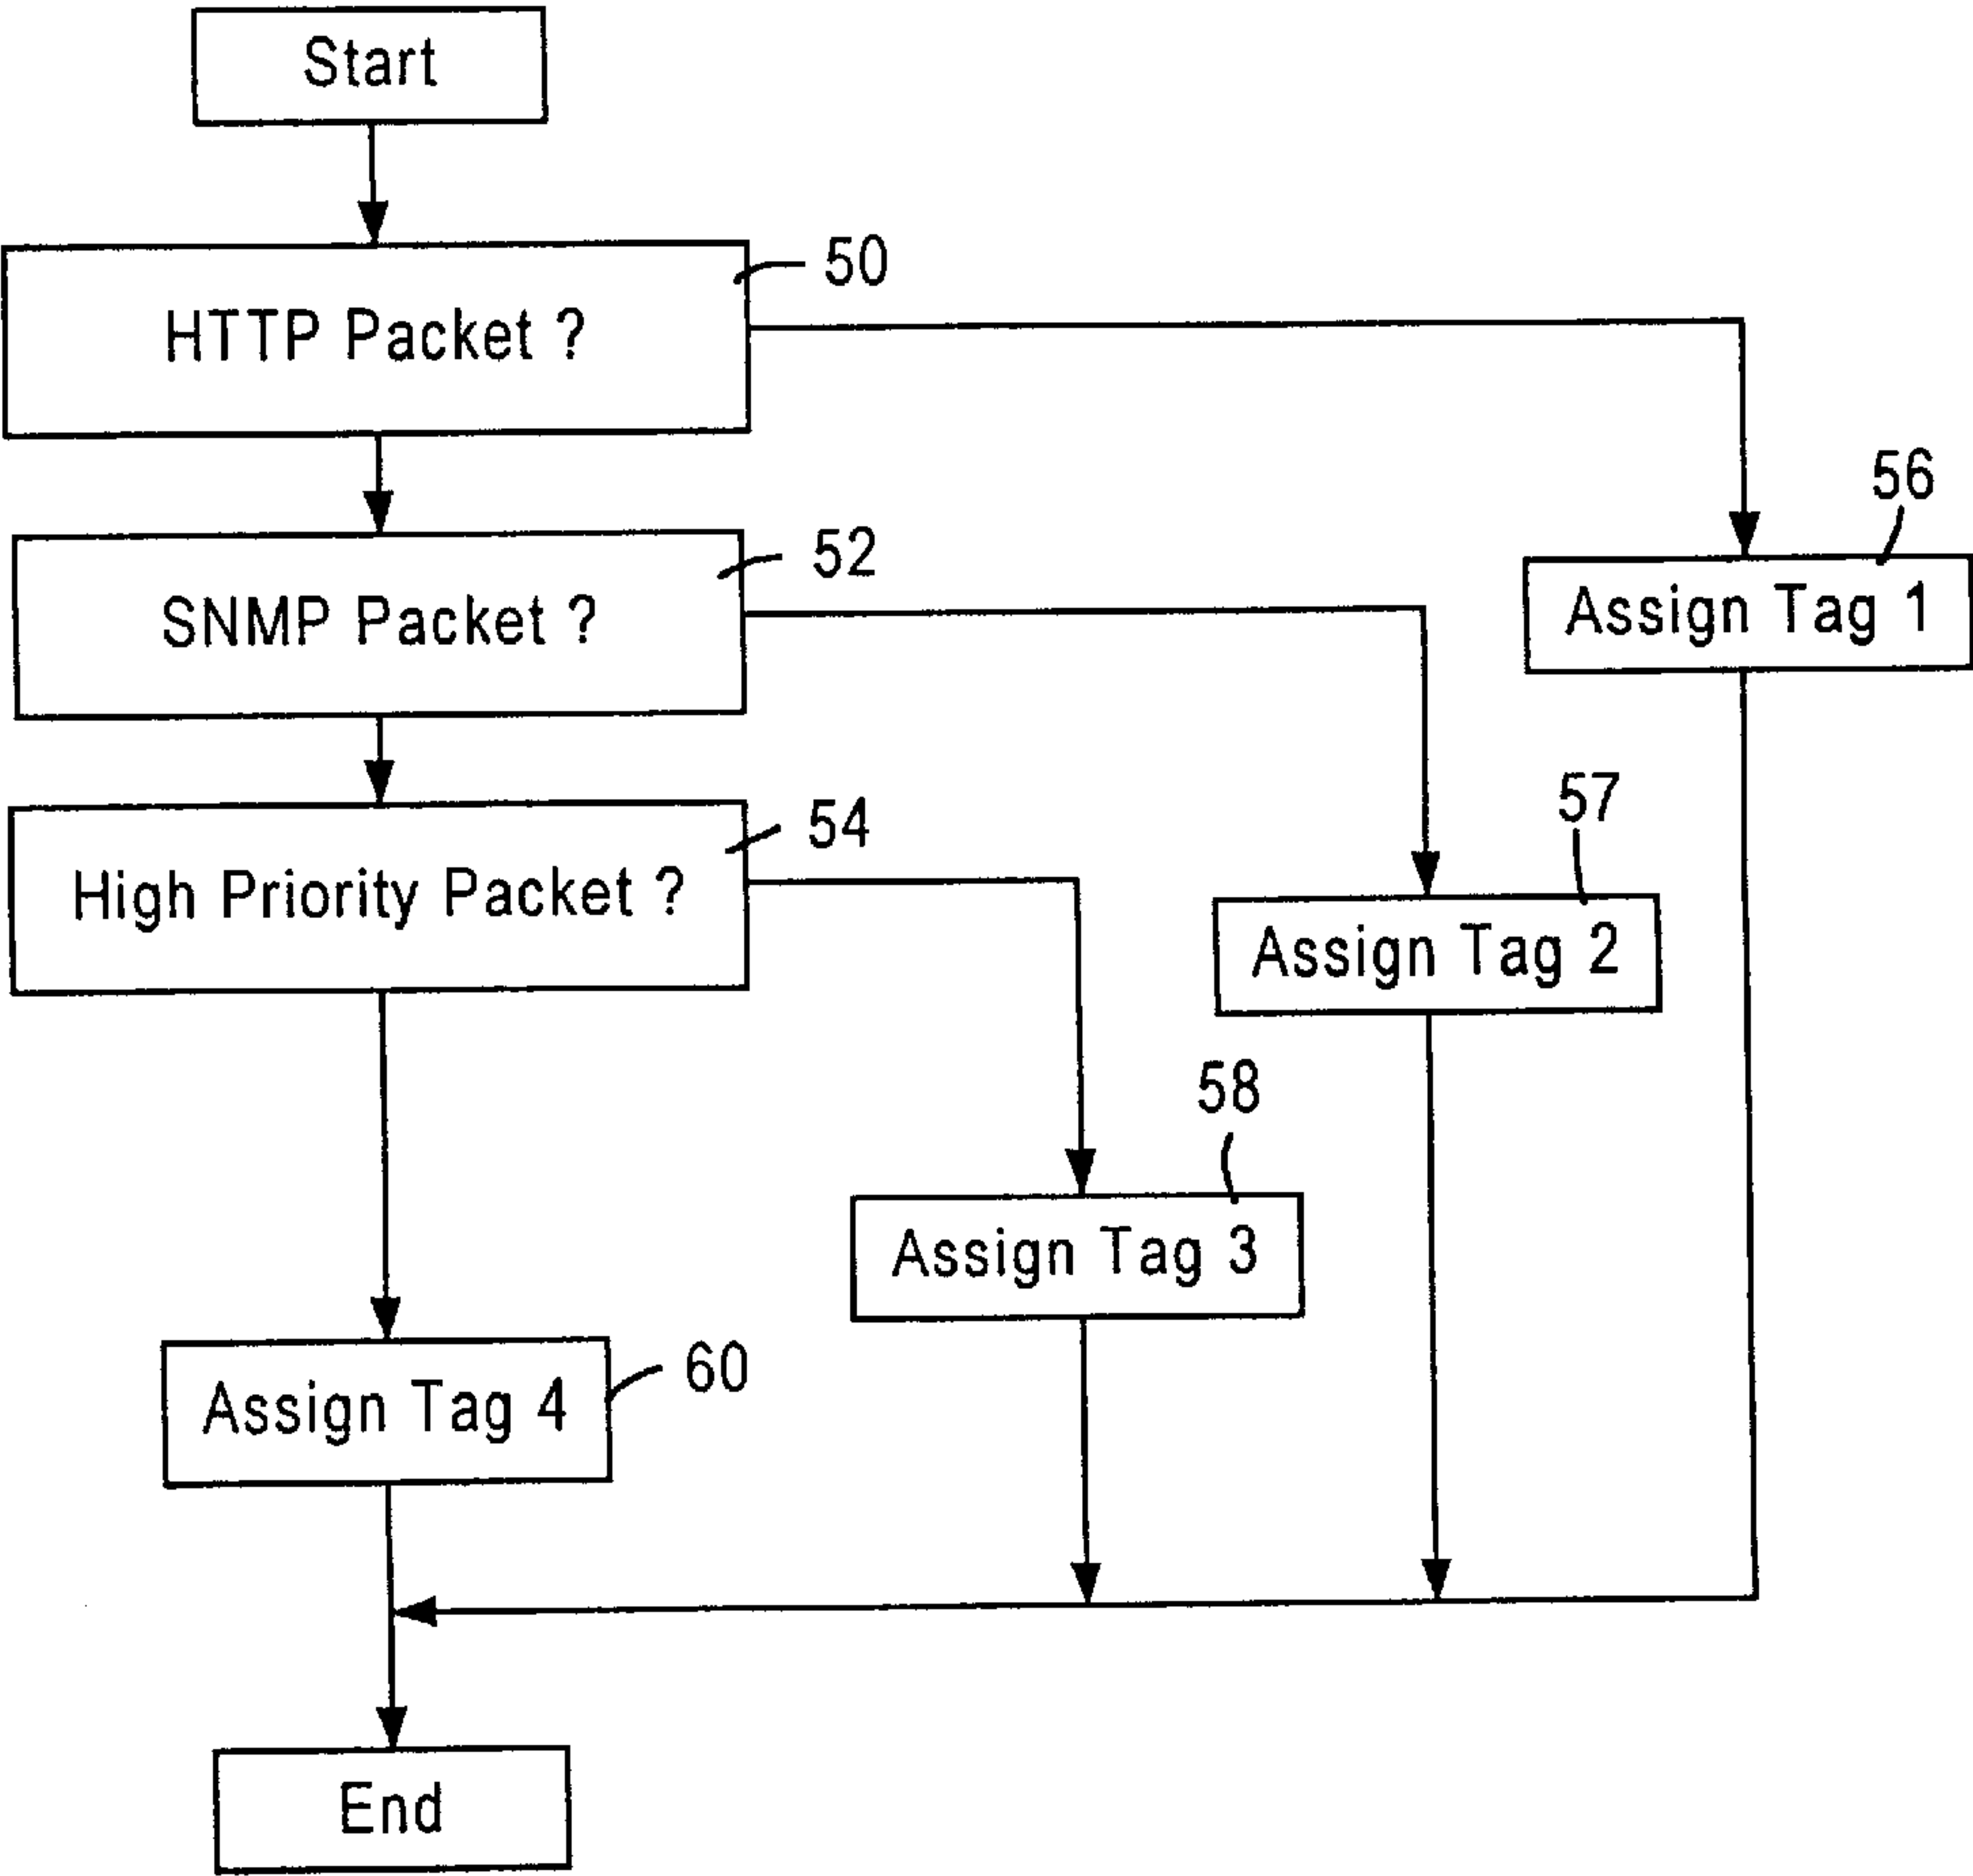 Start
50
HTTP Packet ?
56
52
Assign Tag 1
SNMP Packet ?
57
54
High Priority Packet ?
Assign Tag 2
58
Assign Tag 3
60
Assign Tag 4
End